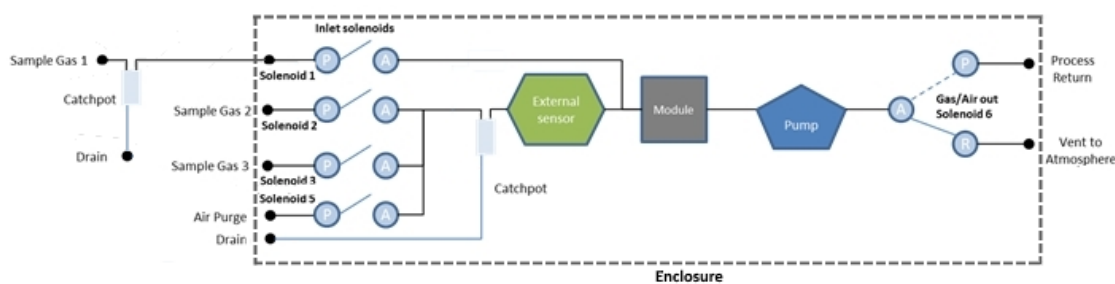 Inlet solenoids
Sample Gas 1
P
A
Solenoid 1
Catchpot
Sample Gas 2
P
A
Solenoid 2
Drain
Sample Gas 3
P
A
Solenoid 3
Solenoid 5
Air Purge
P
A
Drain
Catchpot
External
sensor
Module
Pump
A
P
Process
Return
Gas/Air out
Solenoid 6
R
Vent to
Atmosphere
Enclosure